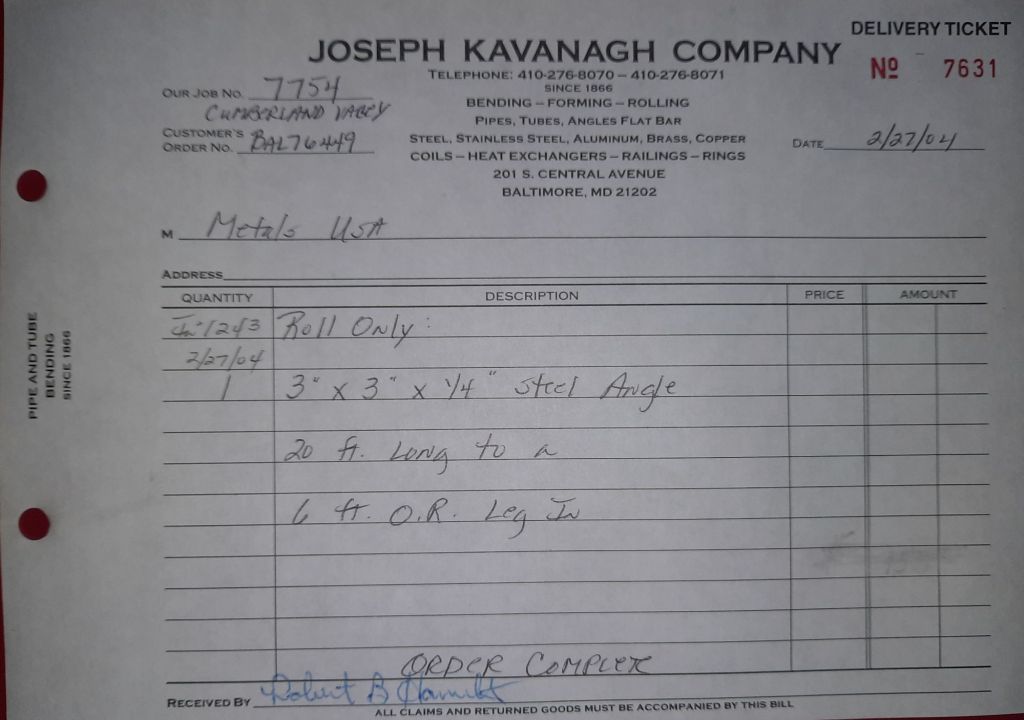 DELIVERY TICKET
JOSEPH KAVANAGH COMPANY
Nº 7631
TELEPHONE: 410-276-8070 – 410-276-8071
SINCE 1866
OUR JOB NO. 7754
BENDING – FORMING – ROLLING
CUMBERLAND
PIPES, TUBES, ANGLES FLAT BAR
CUSTOMER'S ORDER NO. BAL76449
STEEL, STAINLESS STEEL, ALUMINUM, BRASS, COPPER
DATE 2/27/04
COILS – HEAT EXCHANGERS – RAILINGS – RINGS
201 S. CENTRAL AVENUE
BALTIMORE, MD 21202
M Metals USA
ADDRESS
QUANTITY DESCRIPTION PRICE AMOUNT
1243 Roll Only:
2/27/04
1 3" x 3" x 1/4" Steel Angle
20 ft. Long to a
6 ft. O.R. Leg In
ORDER COMPLETE
RECEIVED BY Robert B
ALL CLAIMS AND RETURNED GOODS MUST BE ACCOMPANIED BY THIS BILL
PIPE AND TUBE
BENDING
SINCE 1866